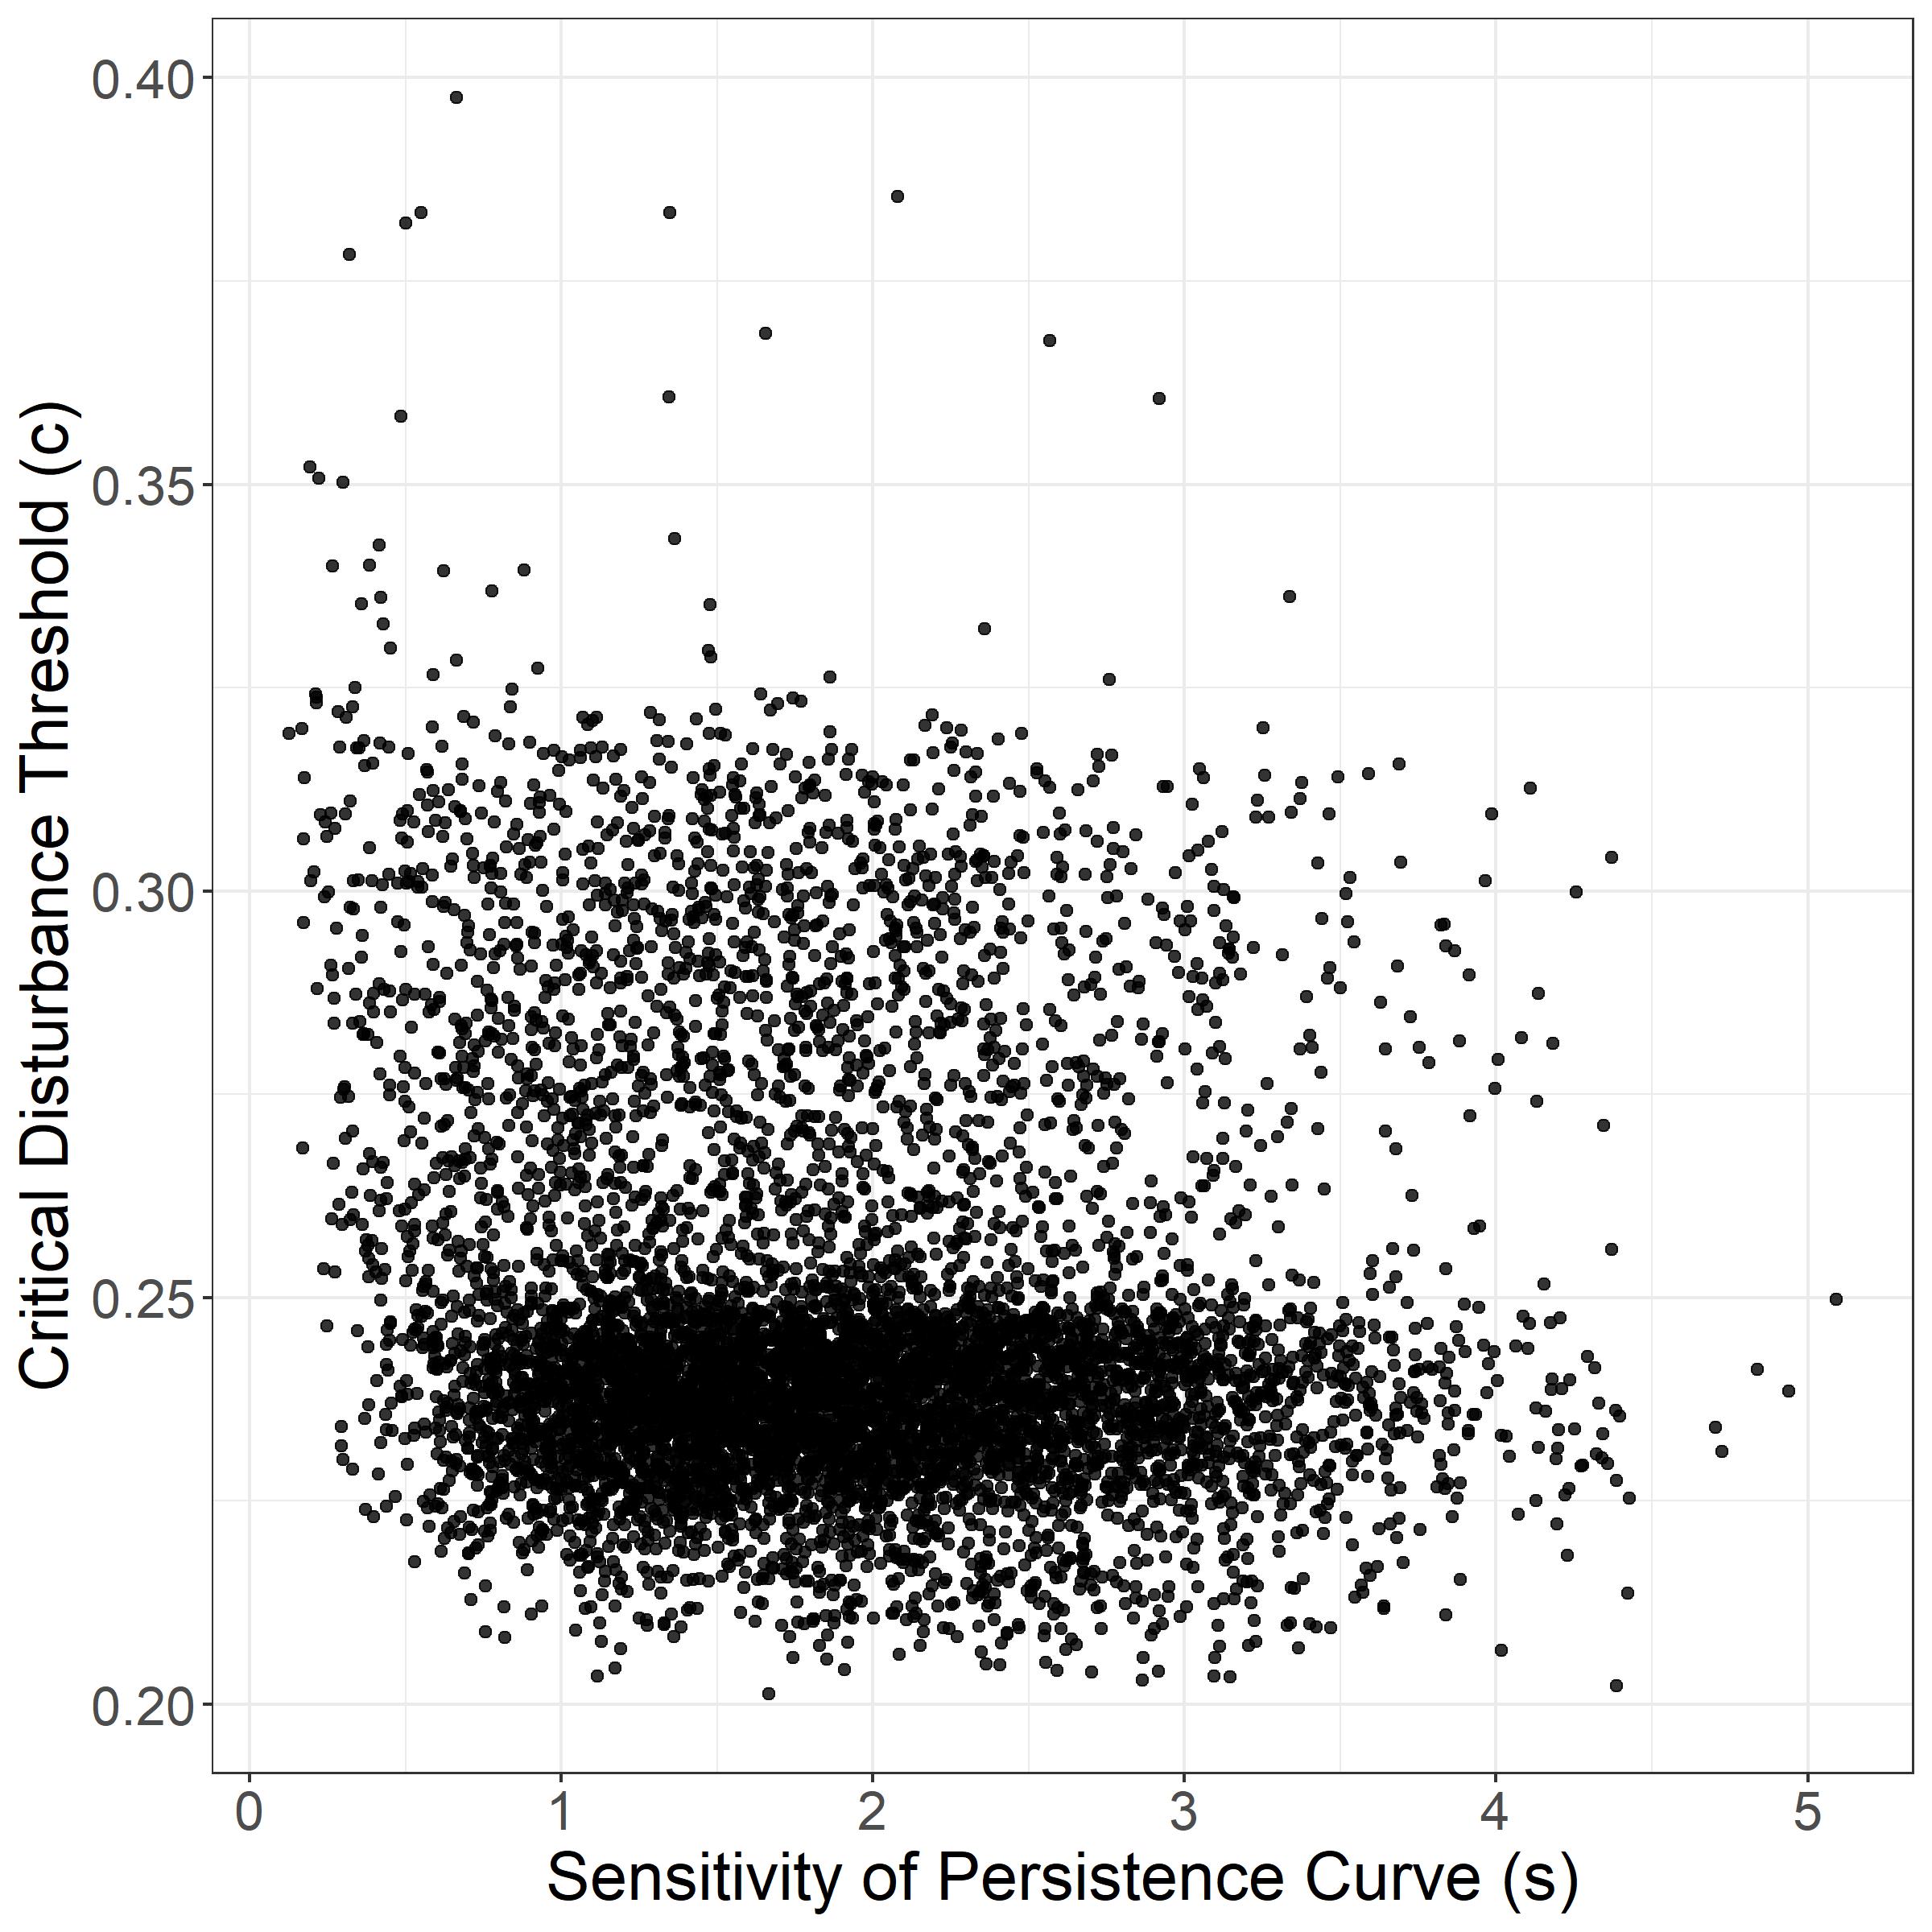 Critical Disturbance Threshold (c)
0.40
0.35
0.30
0.25
0.20
0 1 2 3 4 5
Sensitivity of Persistence Curve (s)